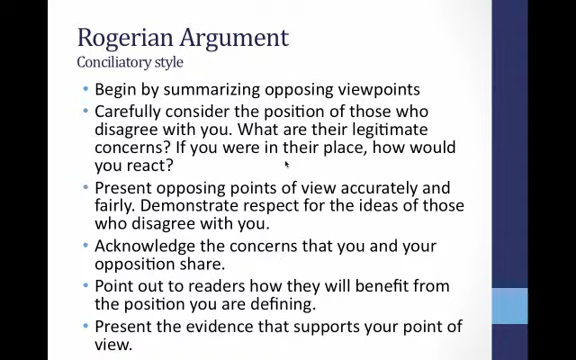 Rogerian Argument
Conciliatory style
• Begin by summarizing opposing viewpoints
• Carefully consider the position of those who
disagree with you. What are their legitimate
concerns? If you were in their place, how would
you react?
• Present opposing points of view accurately and
fairly. Demonstrate respect for the ideas of those
who disagree with you.
• Acknowledge the concerns that you and your
opposition share.
• Point out to readers how they will benefit from
the position you are defining.
• Present the evidence that supports your point of
view.